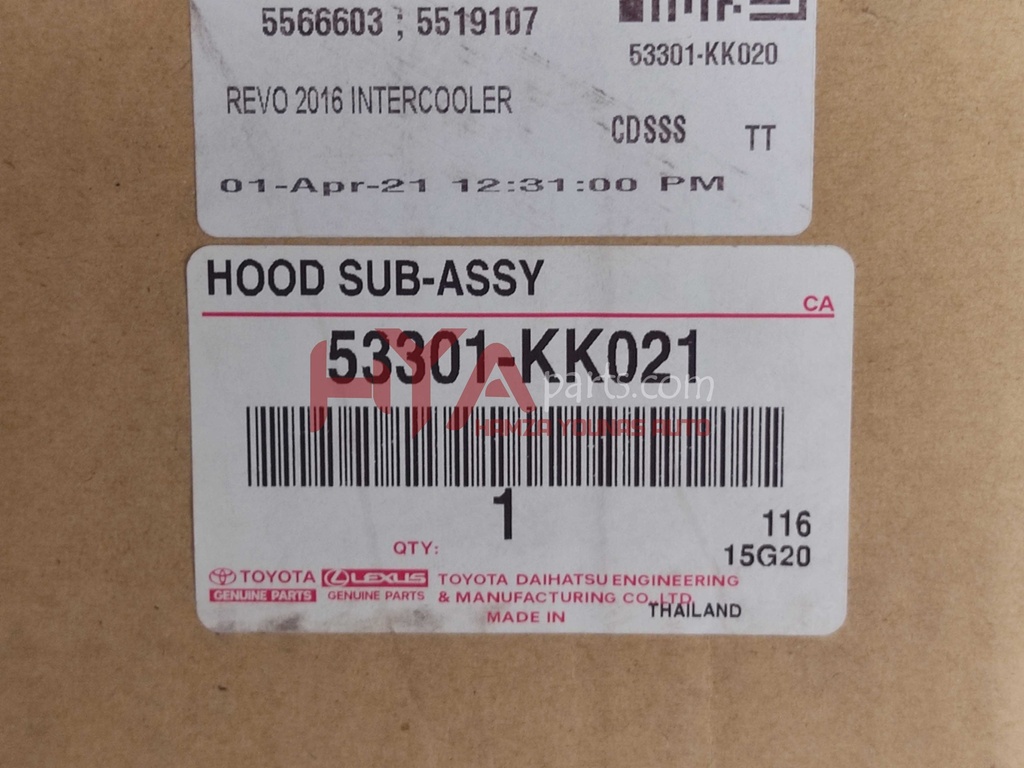 5566603 ; 5519107
53301-KK020
REVO 2016 INTERCOOLER
CDSSS TT
01-Apr-21 12:31:00 PM
HOOD SUB-ASSY
CA
53301-KK021
HYA parts.com
HAMZA YOUNAS AUTO
1
116
QTY:
15G20
TOYOTA LEXUS TOYOTA DAIHATSU ENGINEERING
GENUINE PARTS GENUINE PARTS & MANUFACTURING CO.,LTD.
MADE IN THAILAND